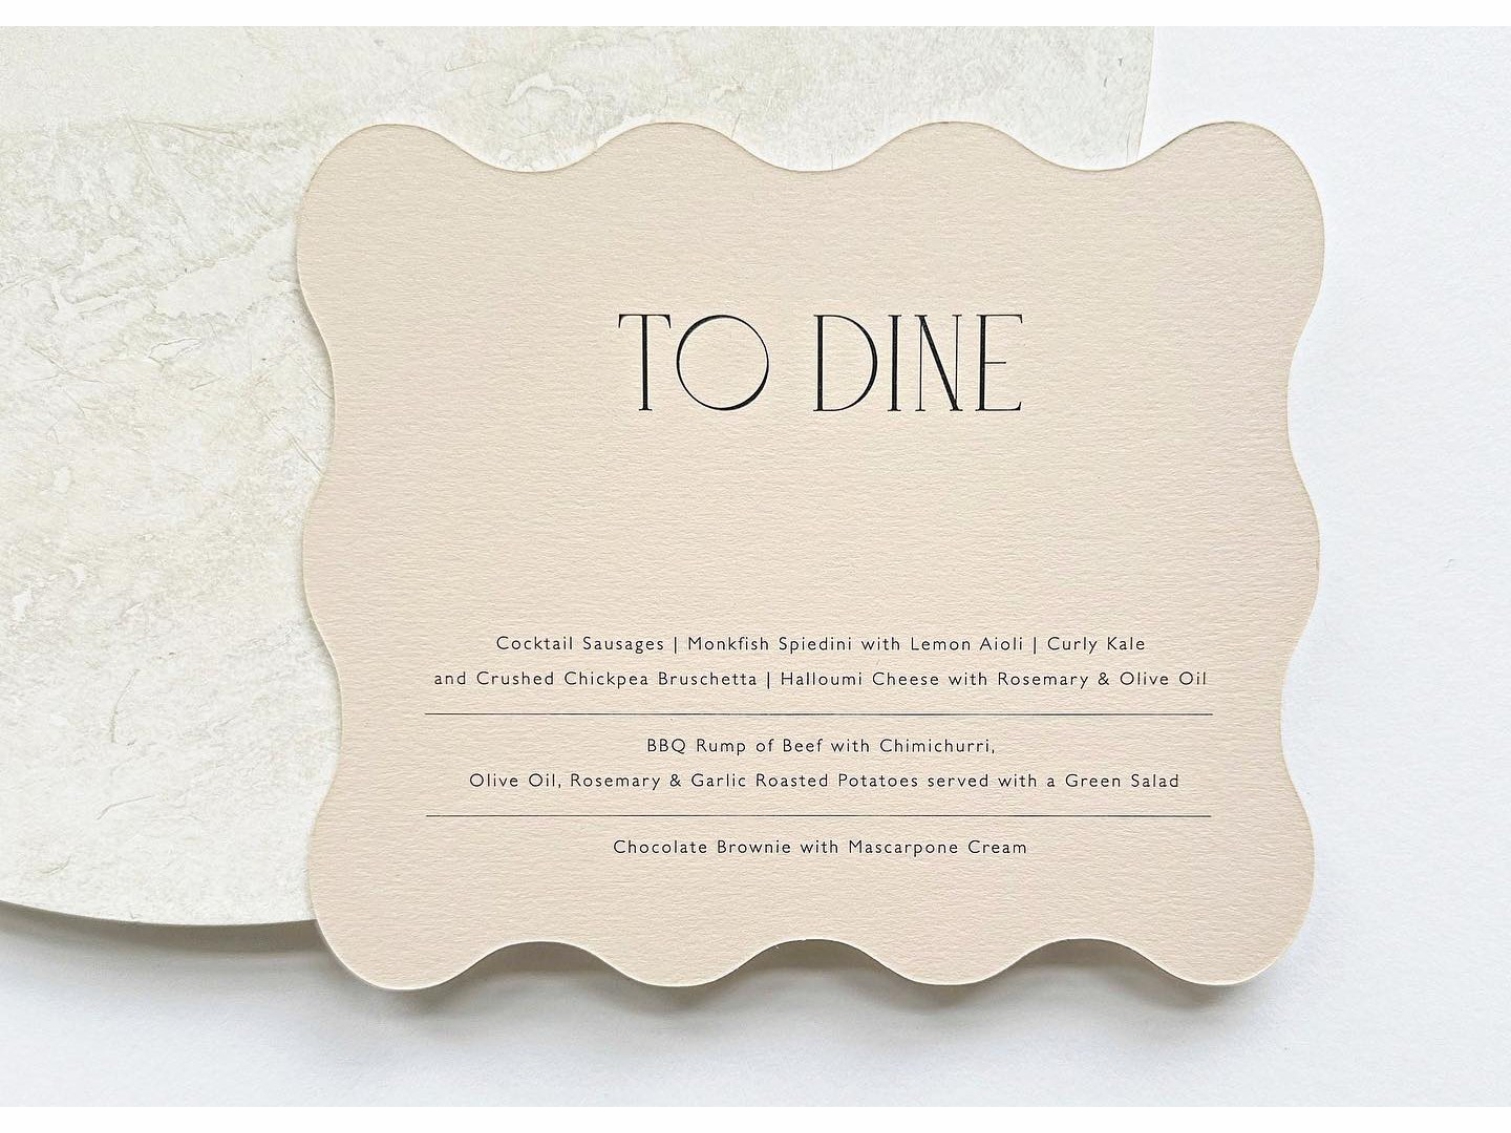 TO DINE
Cocktail Sausages | Monkfish Spiedini with Lemon Aioli | Curly Kale
and Crushed Chickpea Bruschetta | Halloumi Cheese with Rosemary & Olive Oil
BBQ Rump of Beef with Chimichurri,
Olive Oil, Rosemary & Garlic Roasted Potatoes served with a Green Salad
Chocolate Brownie with Mascarpone Cream